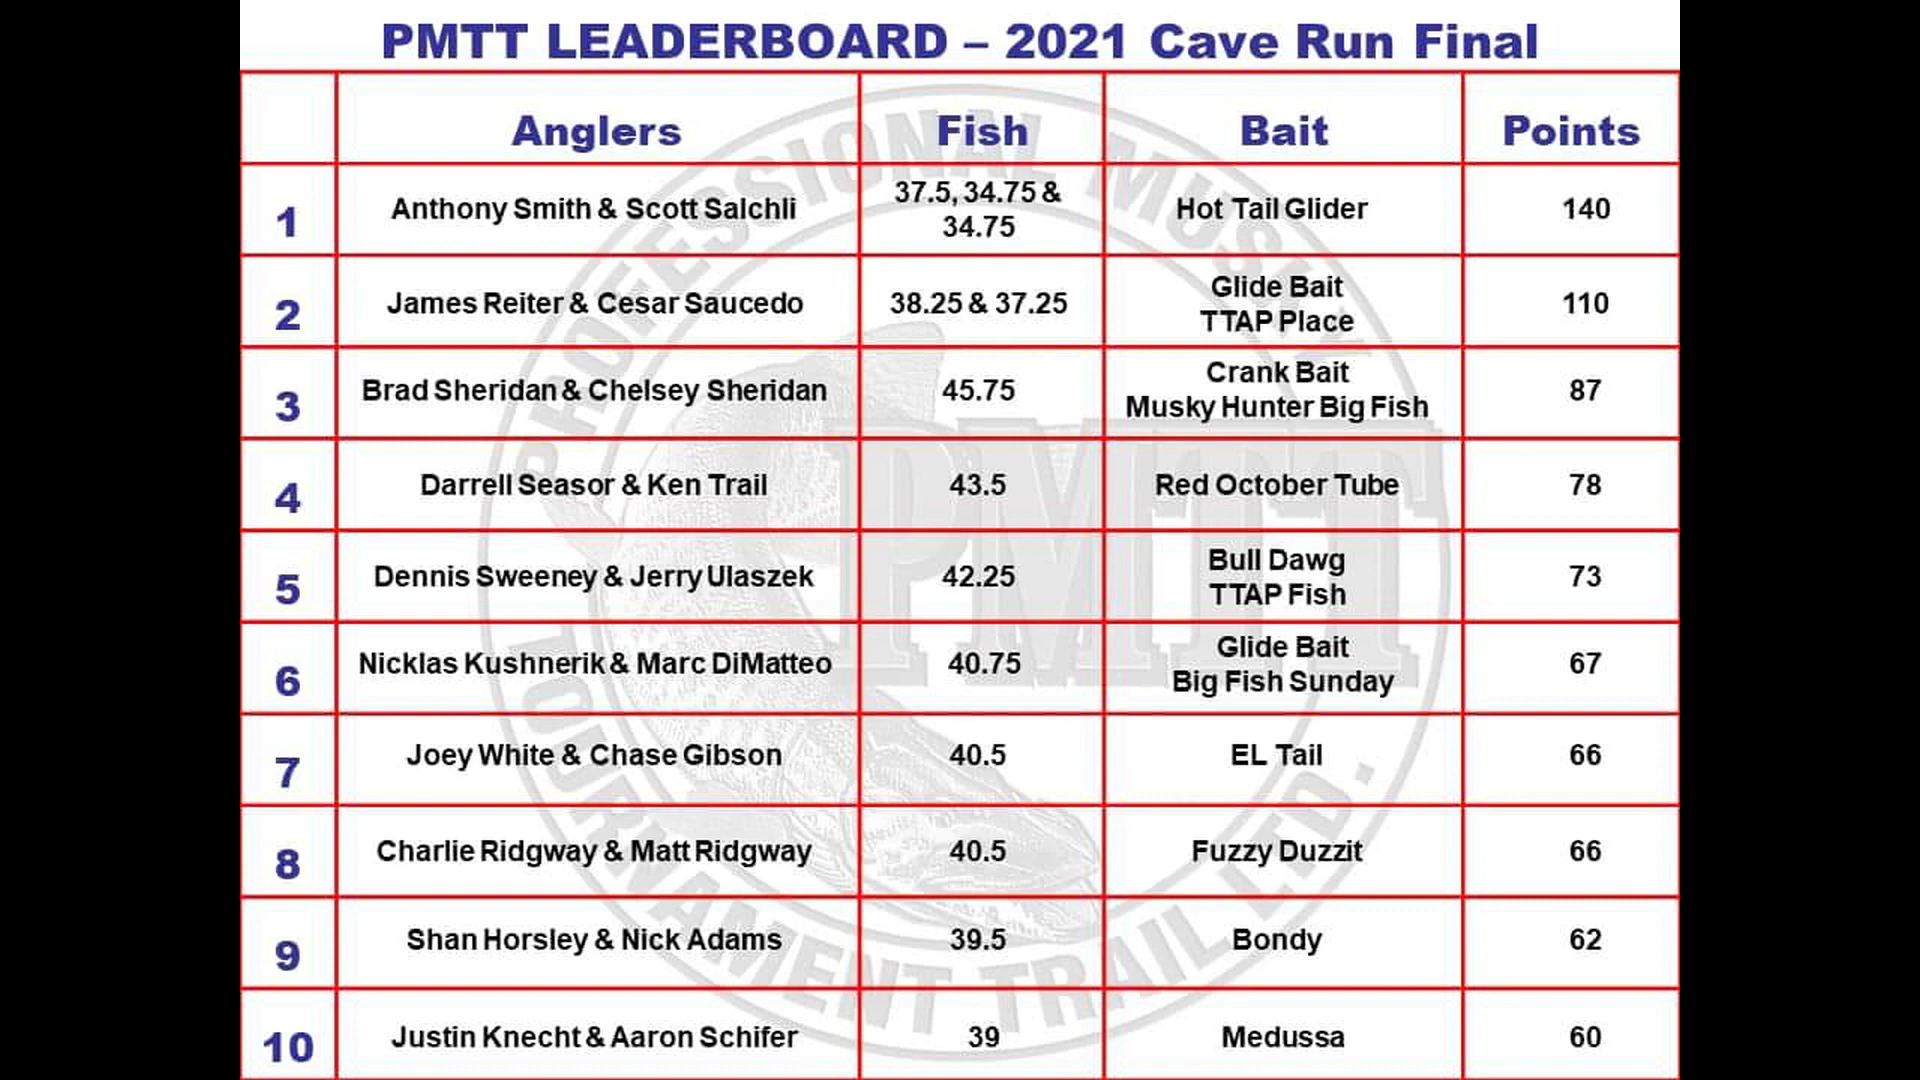 PMTT LEADERBOARD – 2021 Cave Run Final
Anglers Fish Bait Points
1 Anthony Smith & Scott Salchli 37.5, 34.75 & 34.75 Hot Tail Glider 140
2 James Reiter & Cesar Saucedo 38.25 & 37.25 Glide Bait TTAP Place 110
3 Brad Sheridan & Chelsey Sheridan 45.75 Crank Bait Musky Hunter Big Fish 87
4 Darrell Seasor & Ken Trail 43.5 Red October Tube 78
5 Dennis Sweeney & Jerry Ulaszek 42.25 Bull Dawg TTAP Fish 73
6 Nicklas Kushnerik & Marc DiMatteo 40.75 Glide Bait Big Fish Sunday 67
7 Joey White & Chase Gibson 40.5 EL Tail 66
8 Charlie Ridgway & Matt Ridgway 40.5 Fuzzy Duzzit 66
9 Shan Horsley & Nick Adams 39.5 Bondy 62
10 Justin Knecht & Aaron Schifer 39 Medussa 60
PROFESSIONAL MUSKY
PMTT
TOURNAMENT TRAIL LTD.